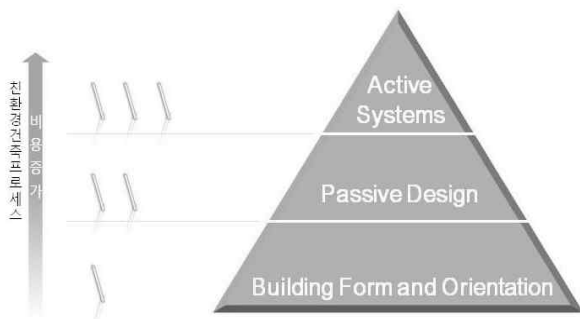 친환경건축프로세스
비용증가
Active
Systems
Passive Design
Building Form and Orientation